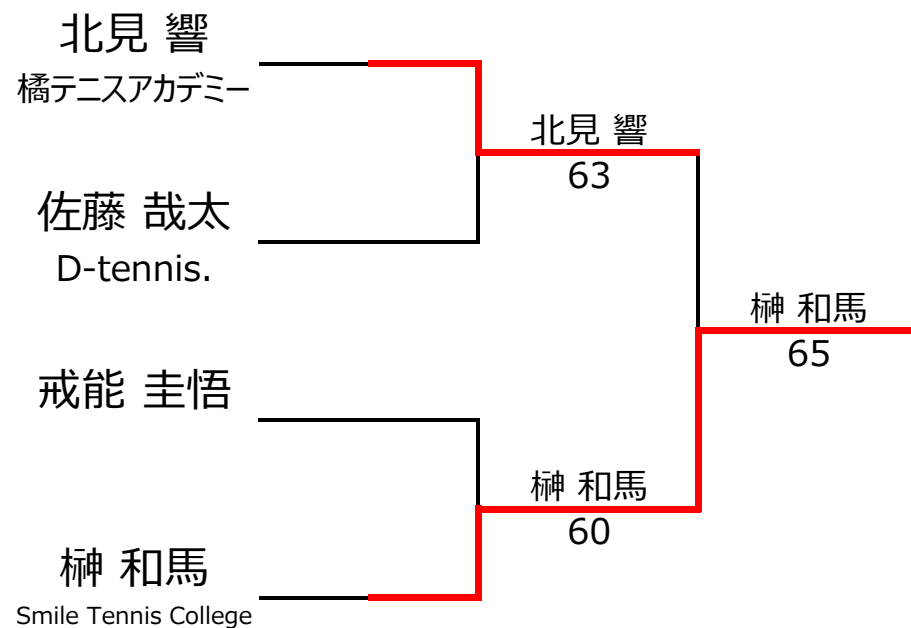 北見 響
橘テニスアカデミー
佐藤 哉太
D-tennis.
戒能 圭悟
榊 和馬
Smile Tennis College
北見 響
63
榊 和馬
60
榊 和馬
65